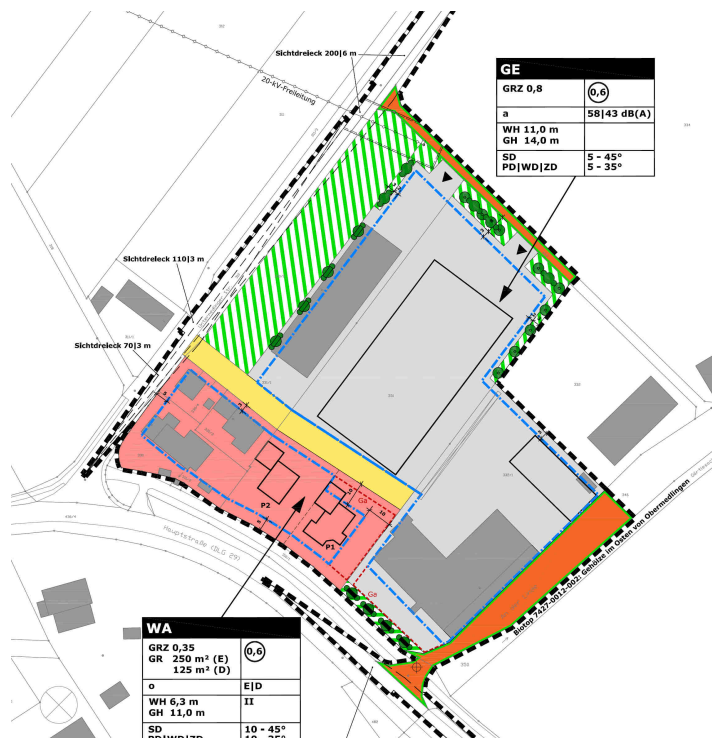 Sichtdreieck 200|6 m
20-kV-Freileitung
GE
GRZ 0,8
0,6
a
58|43 dB(A)
WH 11,0 m
GH 14,0 m
SD
5 - 45°
PD|WD|ZD
5 - 35°
Sichtdreieck 110|3 m
Sichtdreieck 70|3 m
Ga
P2
P1
10
Hauptstraße (DLG 29)
Ga
Biotop 7427-0012-002: Gehölze im Osten von Obermedlingen
WA
GRZ 0,35
GR 250 m² (E)
125 m² (D)
0,6
o
E|D
WH 6,3 m
GH 11,0 m
II
SD
10 - 45°